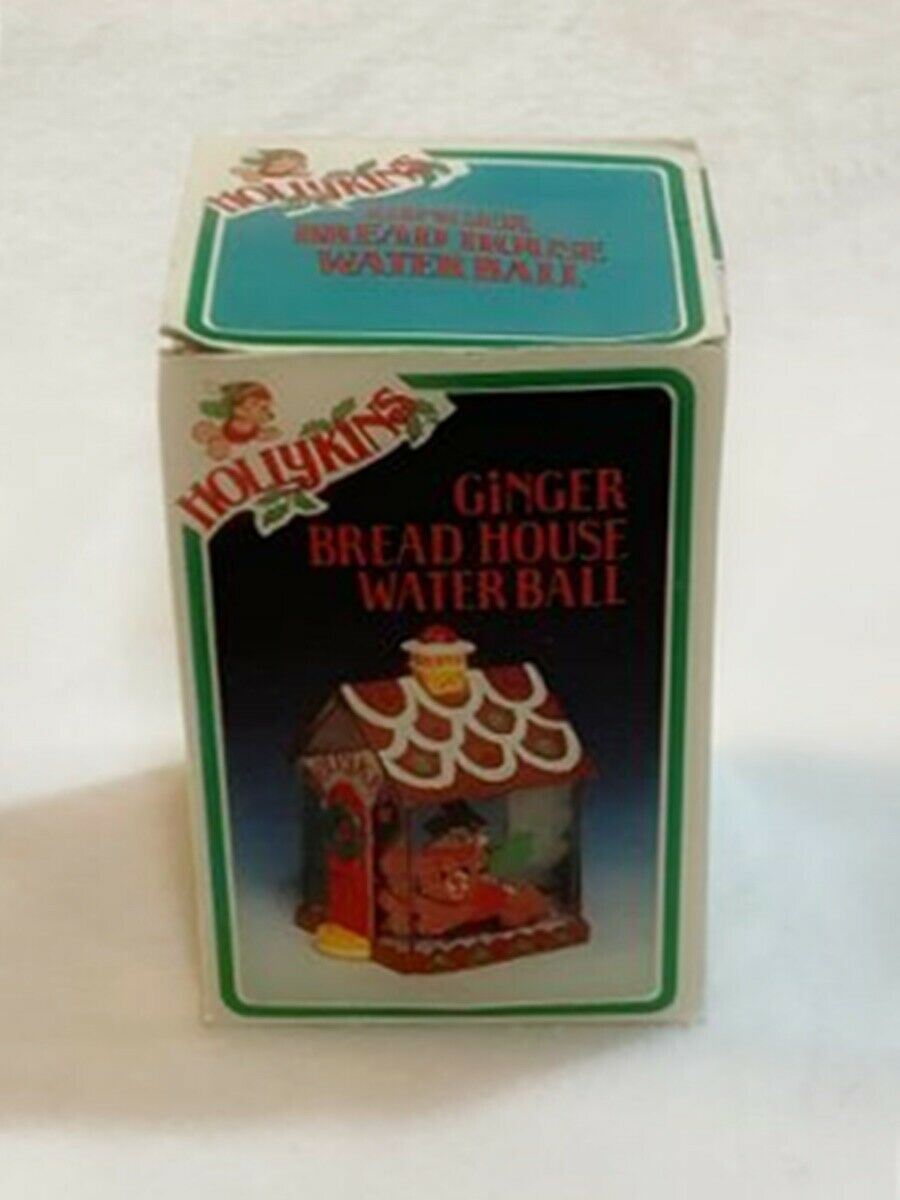 HOLLYKINS
BREAD HOUSE
WATER BALL
HOLLYKINS
GiNGER
BREAD HOUSE
WATER BALL